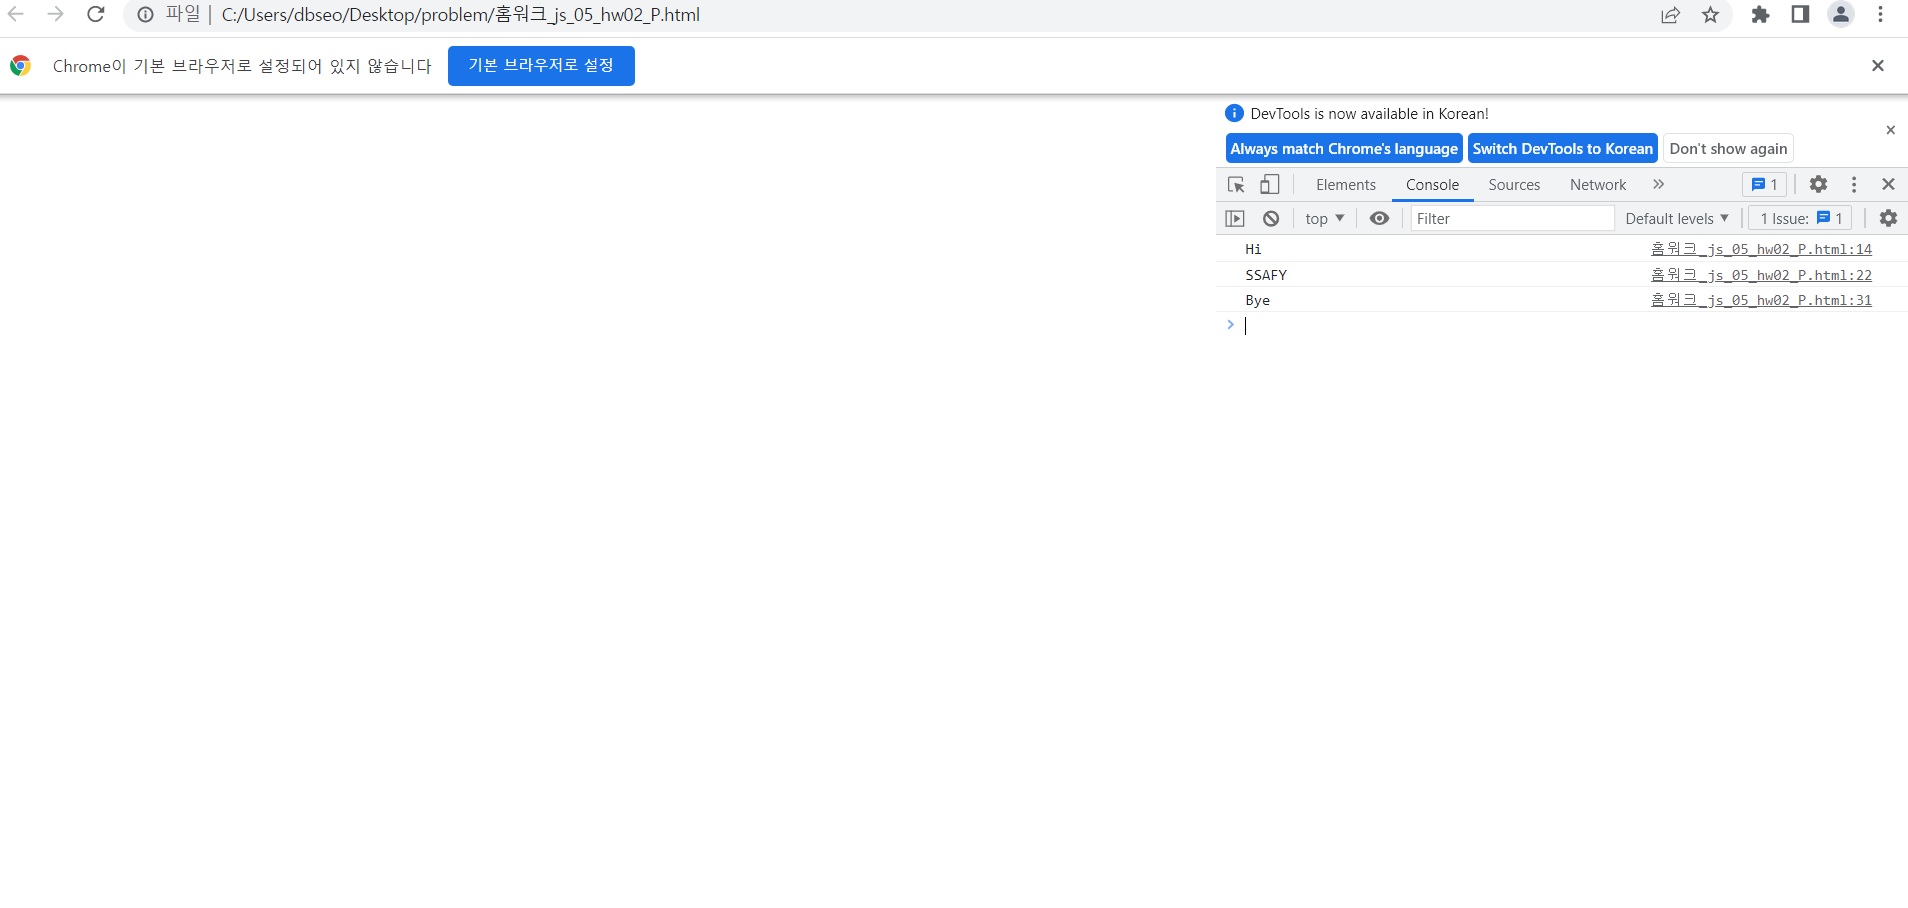 파일 | C:/Users/dbseo/Desktop/problem/홈워크_js_05_hw02_P.html
Chrome이 기본 브라우저로 설정되어 있지 않습니다 기본 브라우저로 설정
DevTools is now available in Korean!
Always match Chrome's language Switch DevTools to Korean Don't show again
Elements Console Sources Network 1
top Filter Default levels 1 Issue: 1
Hi 홈워크_js_05_hw02_P.html:14
SSAFY 홈워크_js_05_hw02_P.html:22
Bye 홈워크_js_05_hw02_P.html:31